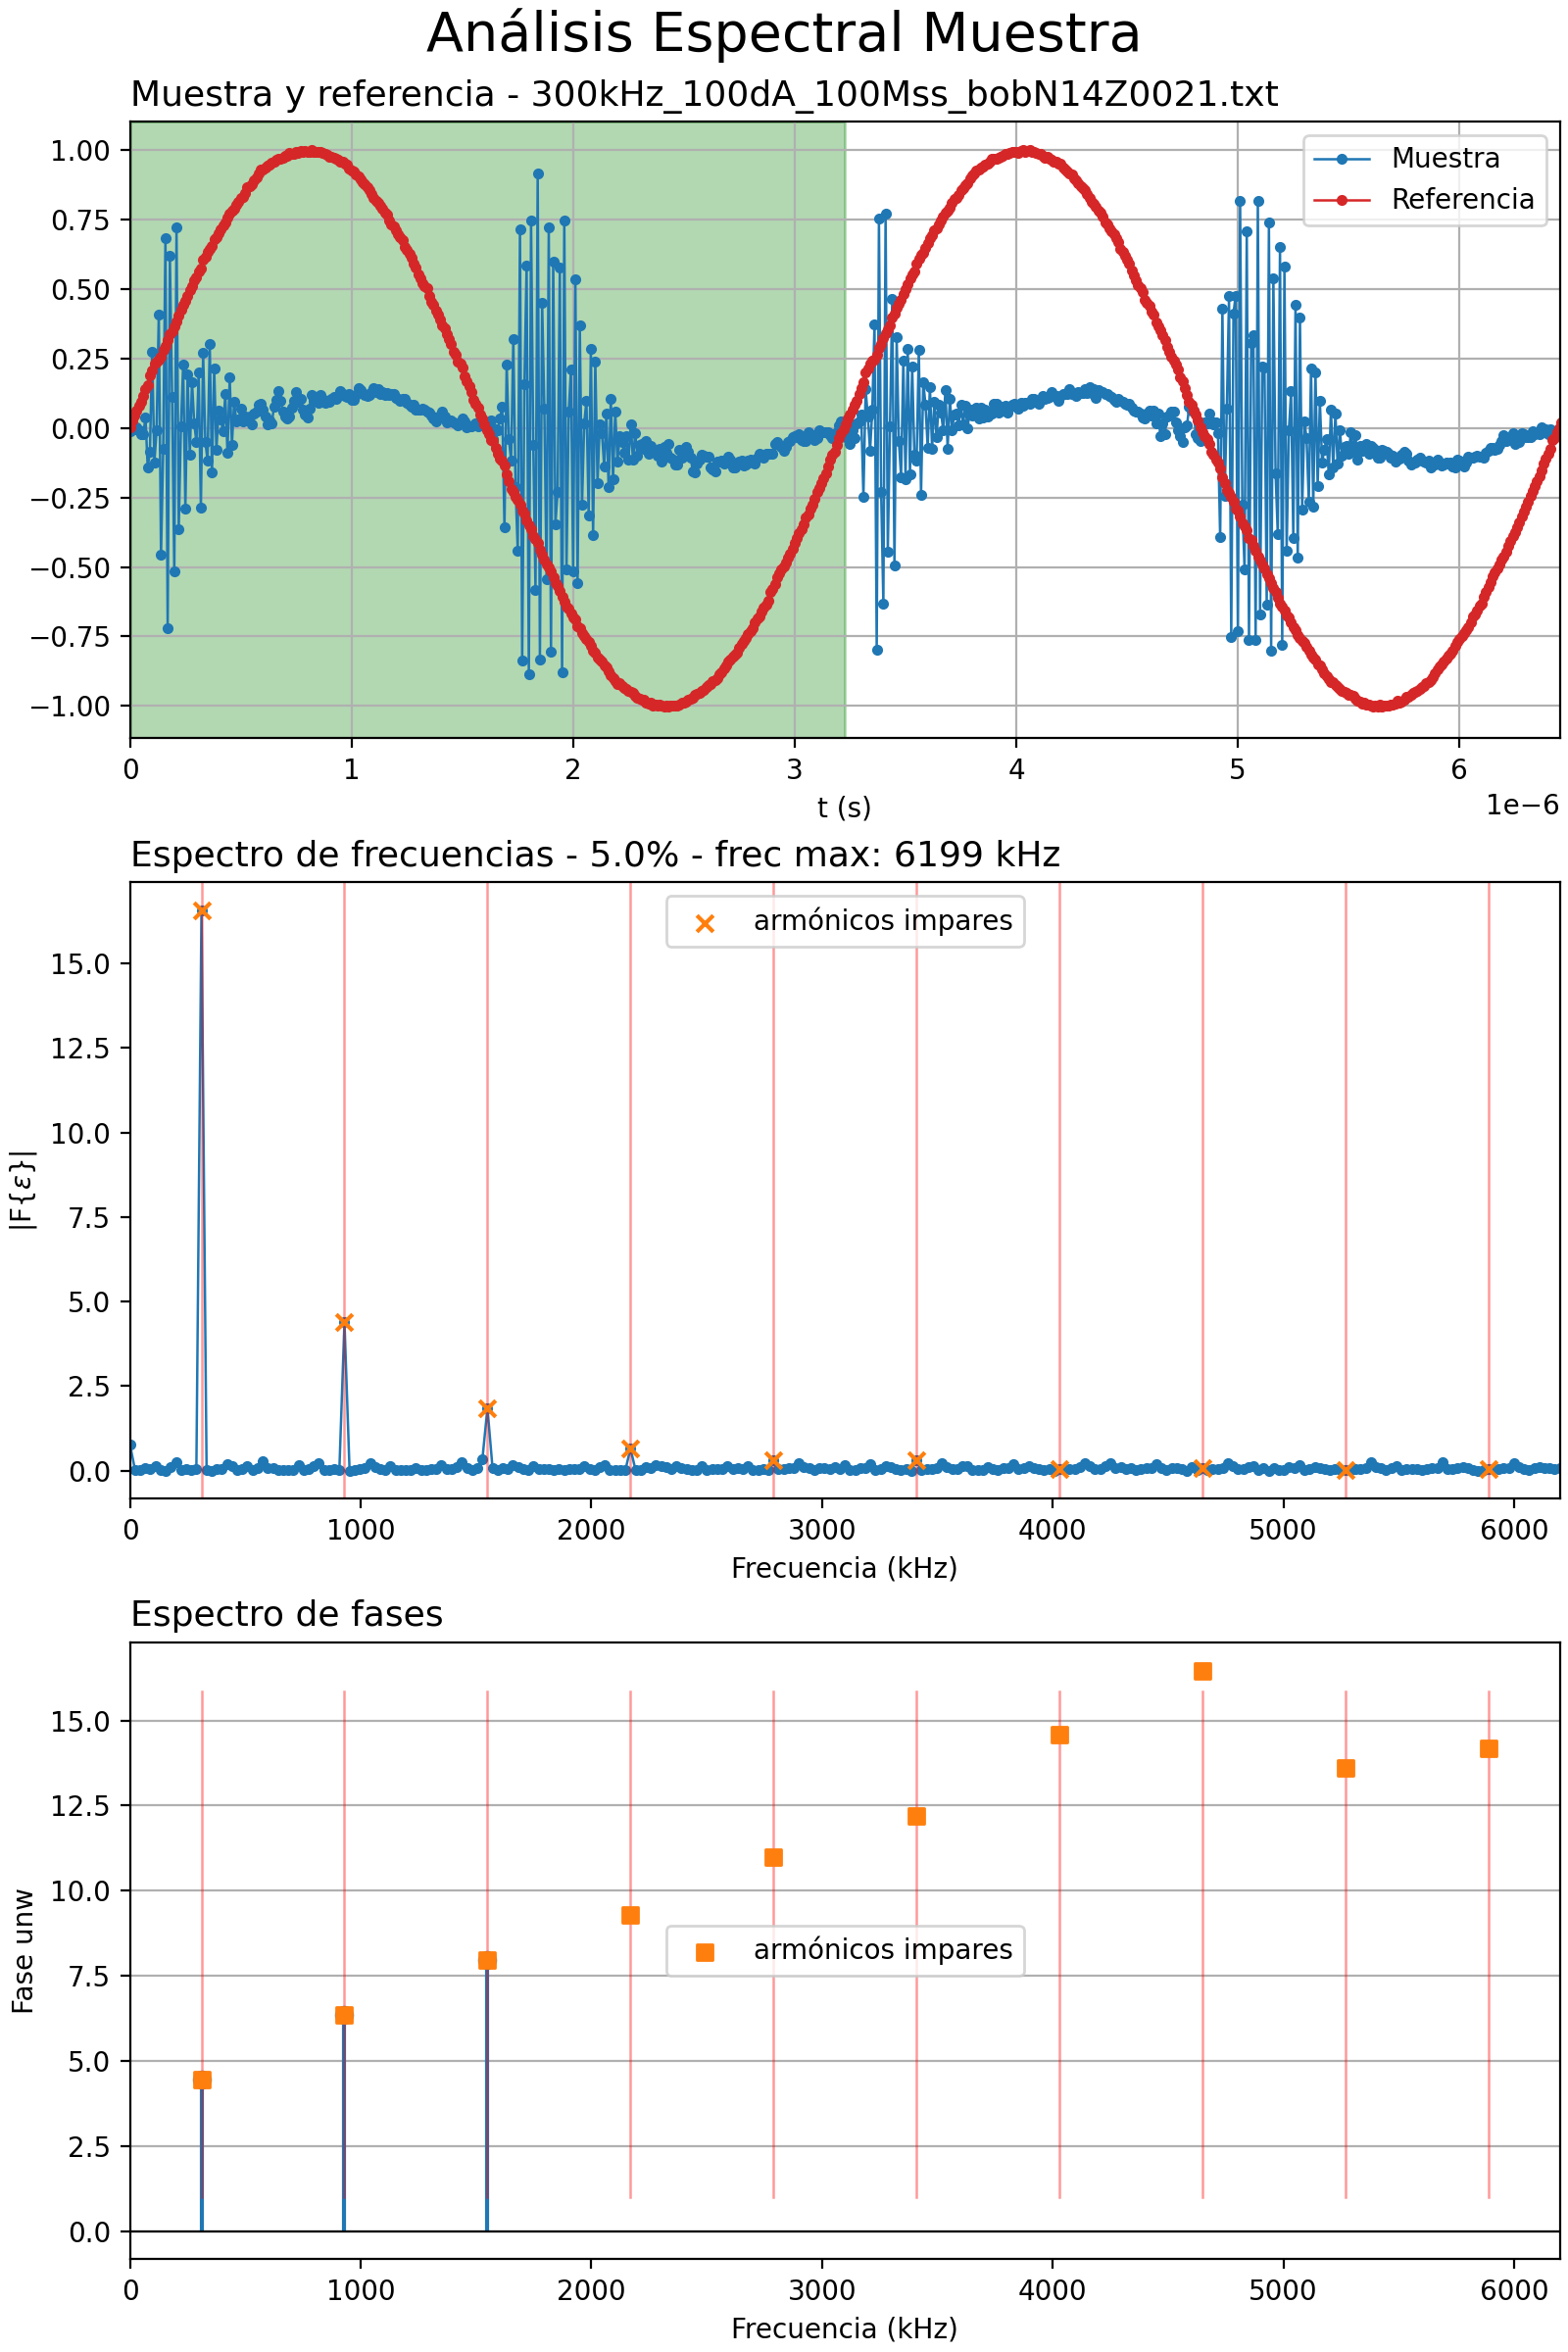 Análisis Espectral Muestra
Muestra y referencia - 300kHz_100dA_100Mss_bobN14Z0021.txt
1.00
0.75
0.50
0.25
0.00
−0.25
−0.50
−0.75
−1.00
Muestra
Referencia
0 1 2 3 4 5 6
t (s)
1e−6
Espectro de frecuencias - 5.0% - frec max: 6199 kHz
armónicos impares
15.0
12.5
10.0
7.5
5.0
2.5
0.0
|F{ε}|
0 1000 2000 3000 4000 5000 6000
Frecuencia (kHz)
Espectro de fases
15.0
12.5
10.0
7.5
5.0
2.5
0.0
Fase unw
armónicos impares
0 1000 2000 3000 4000 5000 6000
Frecuencia (kHz)